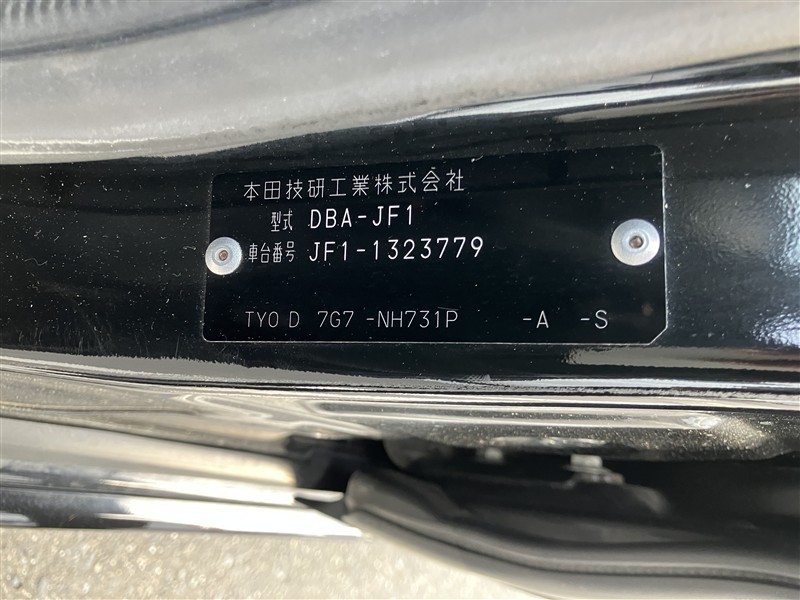 本田技研工業株式会社
型式 DBA-JF1
車台番号 JF1-1323779
TY0 D 7G7 -NH731P -A -S